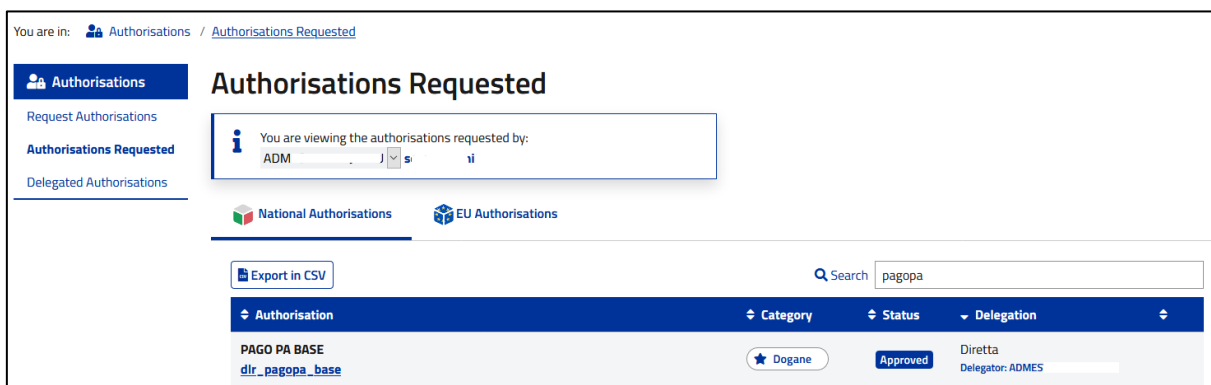 You are in: Authorisations / Authorisations Requested
Authorisations
Request Authorisations
Authorisations Requested
Delegated Authorisations
Authorisations Requested
You are viewing the authorisations requested by:
ADM
National Authorisations
EU Authorisations
Export in CSV
Search pagopa
Authorisation Category Status Delegation
PAGO PA BASE
dlr_pagopa_base
Dogane
Approved
Diretta
Delegator: ADMES